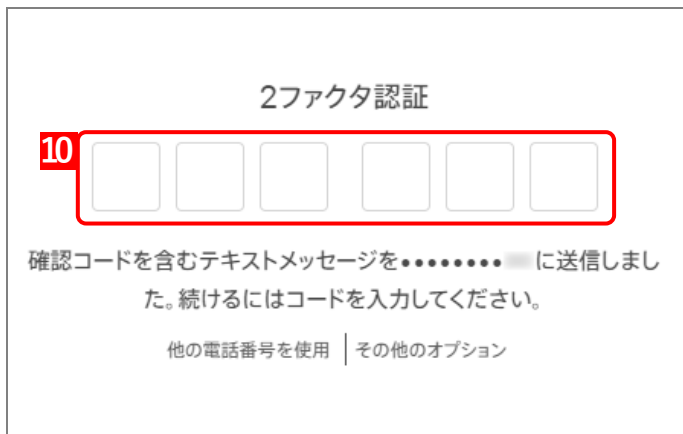 2ファクタ認証
10
確認コードを含むテキストメッセージを•••••••• に送信しまし
た。続けるにはコードを入力してください。
他の電話番号を使用 | その他のオプション